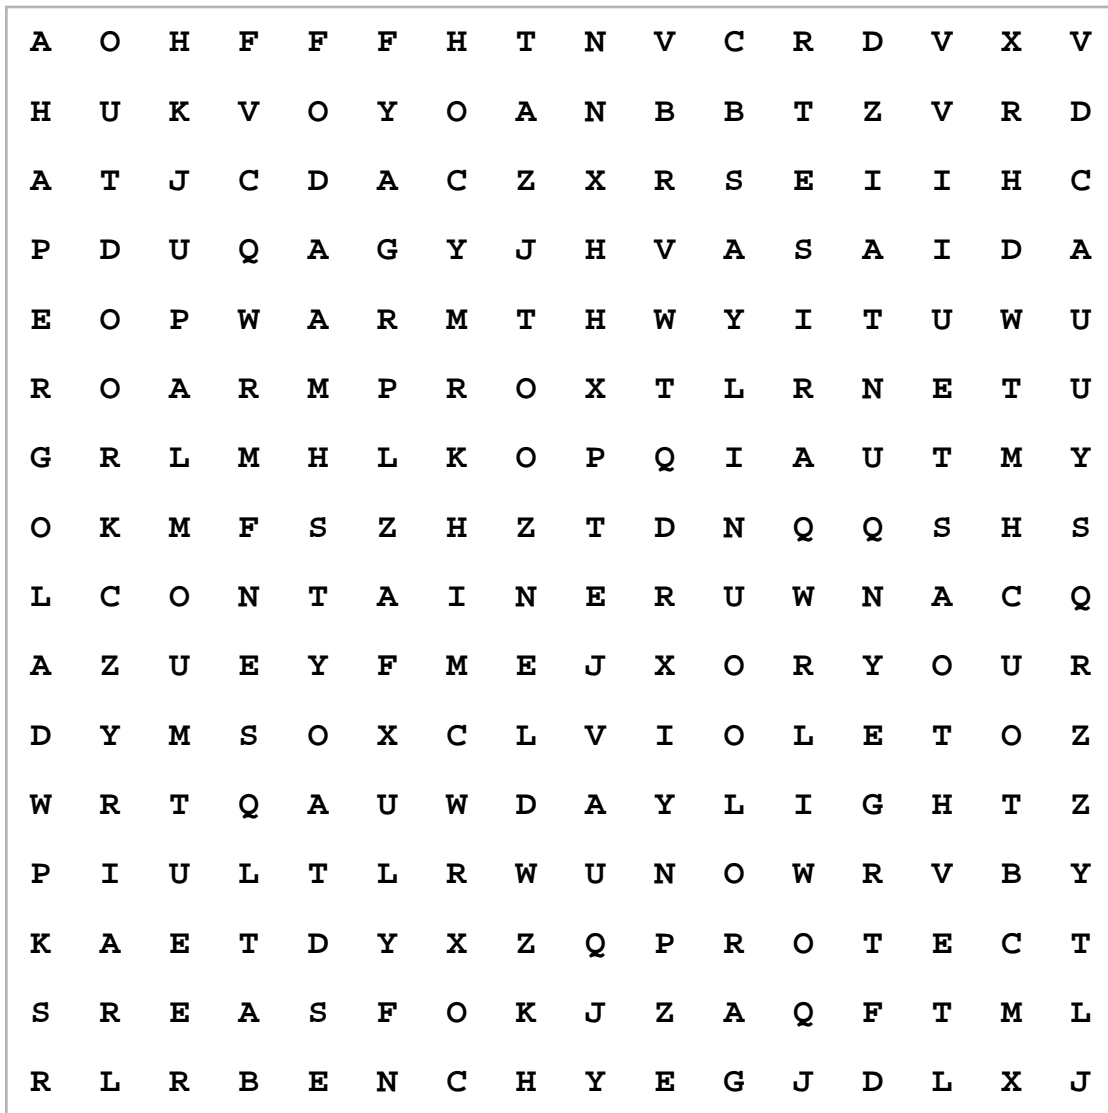 A O H F F F H T N V C R D V X V
H U K V O Y O A N B B T Z V R D
A T J C D A C Z X R S E I I H C
P D U Q A G Y J H V A S A I D A
E O P W A R M T H W Y I T U W U
R O A R M P R O X T L R N E T U
G R L M H L K O P Q I A U T M Y
O K M F S Z H Z T D N Q Q S H S
L C O N T A I N E R U W N A C Q
A Z U E Y F M E J X O R Y O U R
D Y M S O X C L V I O L E T O Z
W R T Q A U W D A Y L I G H T Z
P I U L T L R W U N O W R V B Y
K A E T D Y X Z Q P R O T E C T
S R E A S F O K J Z A Q F T M L
R L R B E N C H Y E G J D L X J